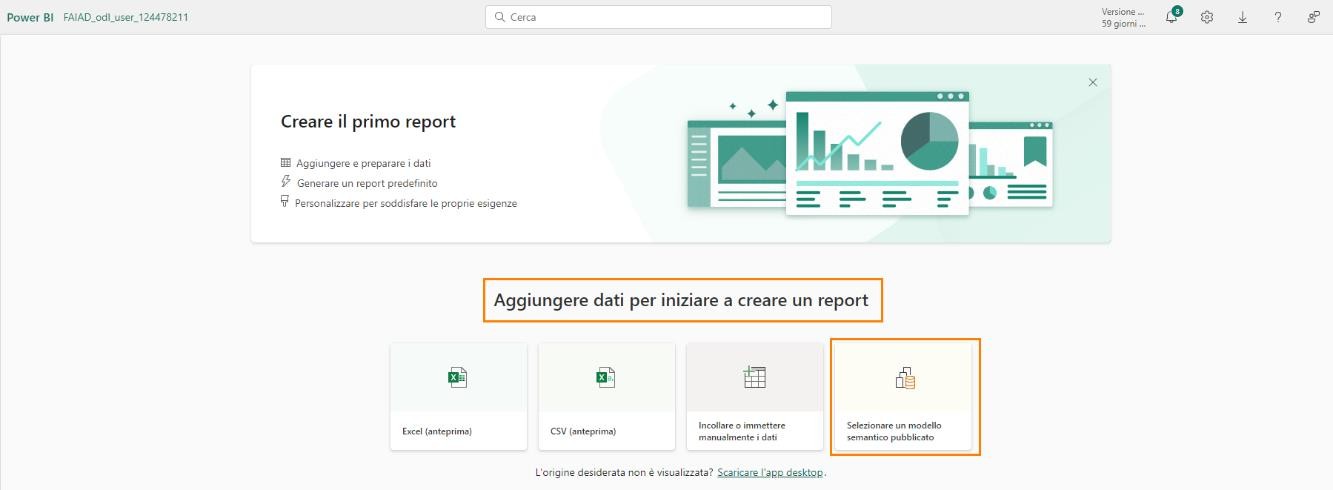 Power BI FAIAD_odl_user_124478211
Cerca
Versione ...
59 giorni ...
8
Creare il primo report
Aggiungere e preparare i dati
Generare un report predefinito
Personalizzare per soddisfare le proprie esigenze
Aggiungere dati per iniziare a creare un report
Excel (anteprima)
CSV (anteprima)
Incollare o immettere
manualmente i dati
Selezionare un modello
semantico pubblicato
L'origine desiderata non è visualizzata? Scaricare l'app desktop.